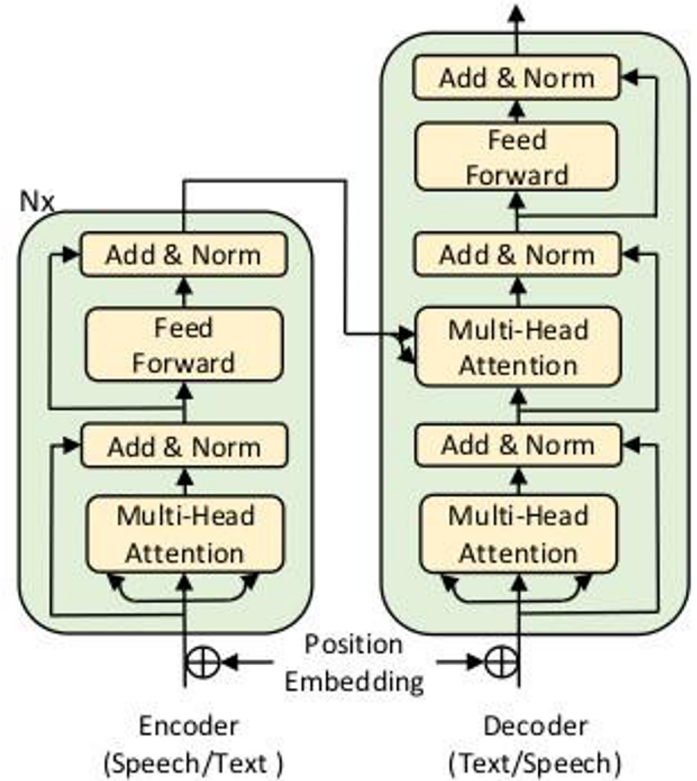 Nx
Add & Norm
Feed
Forward
Add & Norm
Multi-Head
Attention
Add & Norm
Feed
Forward
Add & Norm
Multi-Head
Attention
Add & Norm
Multi-Head
Attention
Position
Embedding
Encoder
(Speech/Text )
Decoder
(Text/Speech)